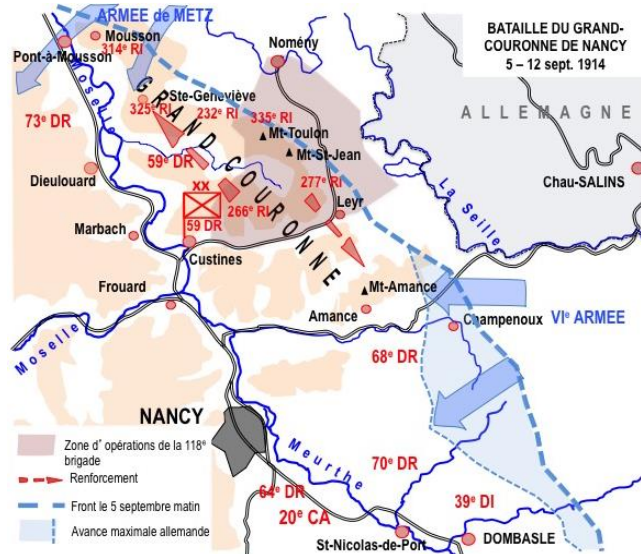 ARMEE de METZ
BATAILLE DU GRAND-
COURONNE DE NANCY
5 – 12 sept. 1914
Mousson
314e RI
Pont-à-Mousson
Nomény
Moselle
GRAND COURONNE
ALLEMAGNE
Ste-Geneviève
325e RI
232e RI
335e RI
73e DR
Mt-Toulon
Mt-St-Jean
59e DR
Dieulouard
La Seille
Chau-SALINS
277e RI
XX
266e RI
59 DR
Leyr
Marbach
Custines
Mt-Amance
Frouard
Amance
VIe ARMEE
Champenoux
Moselle
68e DR
NANCY
Meurthe
Zone d' opérations de la 118e
brigade
Renforcement
Front le 5 septembre matin
Avance maximale allemande
70e DR
64e DR
39e DI
20e CA
St-Nicolas-de-Port
DOMBASLE